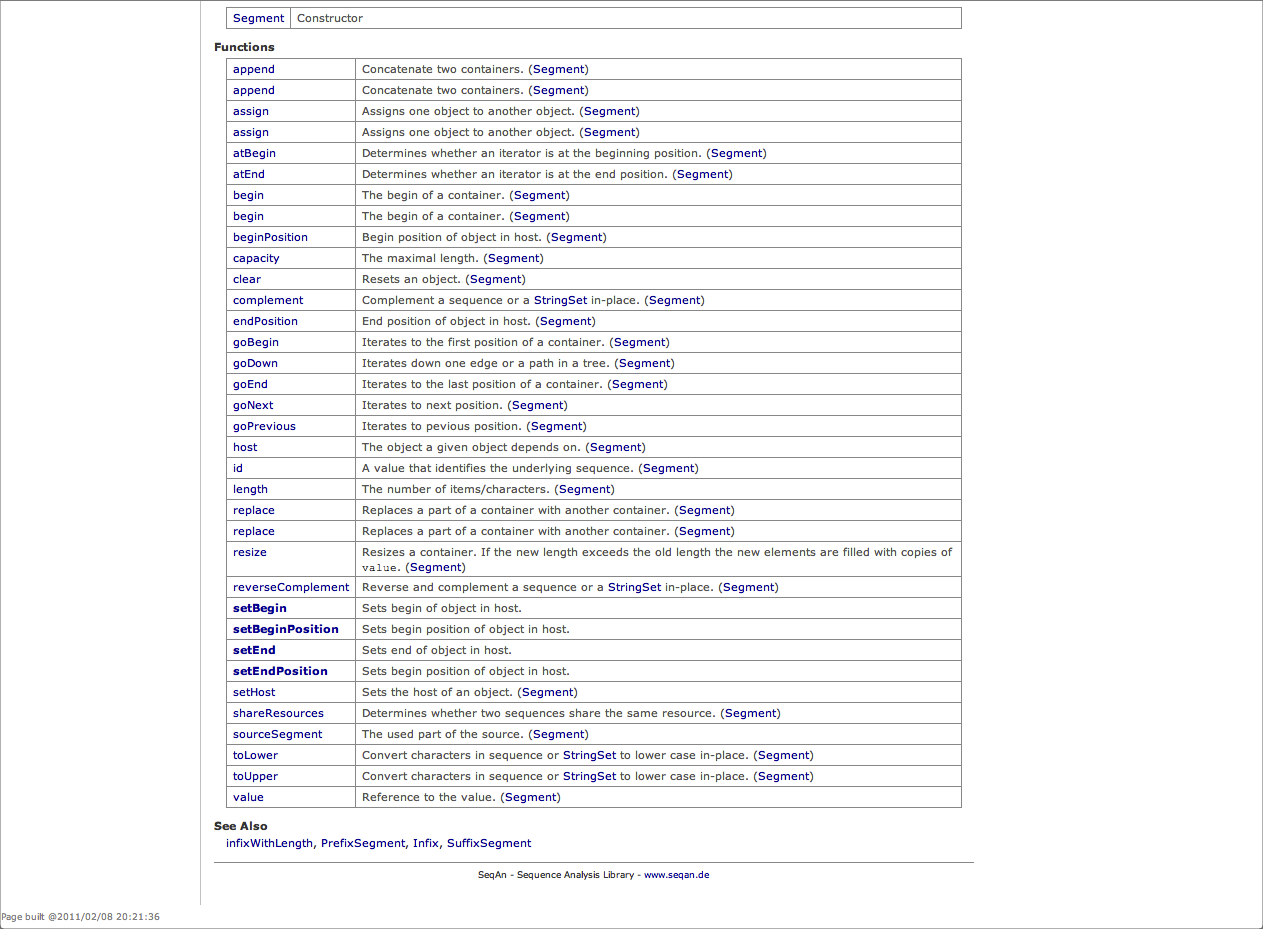 Segment Constructor
Functions
append Concatenate two containers. (Segment)
append Concatenate two containers. (Segment)
assign Assigns one object to another object. (Segment)
assign Assigns one object to another object. (Segment)
atBegin Determines whether an iterator is at the beginning position. (Segment)
atEnd Determines whether an iterator is at the end position. (Segment)
begin The begin of a container. (Segment)
begin The begin of a container. (Segment)
beginPosition Begin position of object in host. (Segment)
capacity The maximal length. (Segment)
clear Resets an object. (Segment)
complement Complement a sequence or a StringSet in-place. (Segment)
endPosition End position of object in host. (Segment)
goBegin Iterates to the first position of a container. (Segment)
goDown Iterates down one edge or a path in a tree. (Segment)
goEnd Iterates to the last position of a container. (Segment)
goNext Iterates to next position. (Segment)
goPrevious Iterates to pevious position. (Segment)
host The object a given object depends on. (Segment)
id A value that identifies the underlying sequence. (Segment)
length The number of items/characters. (Segment)
replace Replaces a part of a container with another container. (Segment)
replace Replaces a part of a container with another container. (Segment)
resize Resizes a container. If the new length exceeds the old length the new elements are filled with copies of
value. (Segment)
reverseComplement Reverse and complement a sequence or a StringSet in-place. (Segment)
setBegin Sets begin of object in host.
setBeginPosition Sets begin position of object in host.
setEnd Sets end of object in host.
setEndPosition Sets begin position of object in host.
setHost Sets the host of an object. (Segment)
shareResources Determines whether two sequences share the same resource. (Segment)
sourceSegment The used part of the source. (Segment)
toLower Convert characters in sequence or StringSet to lower case in-place. (Segment)
toUpper Convert characters in sequence or StringSet to lower case in-place. (Segment)
value Reference to the value. (Segment)
See Also
infixWithLength, PrefixSegment, Infix, SuffixSegment
SeqAn - Sequence Analysis Library - www.seqan.de
Page built @2011/02/08 20:21:36